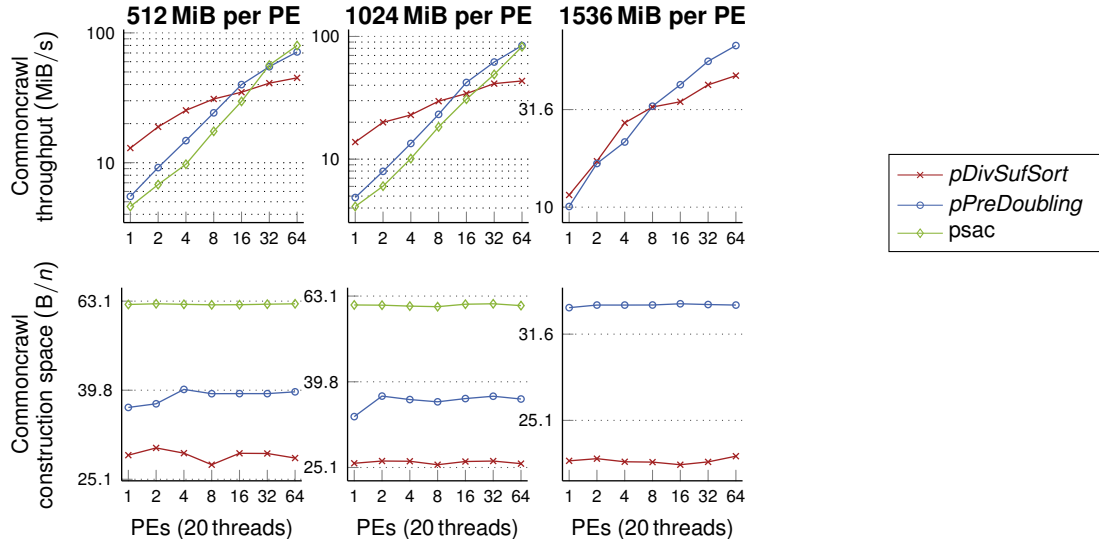 512 MiB per PE
1024 MiB per PE
1536 MiB per PE
Commoncrawl
throughput (MiB/s)
100
10
1 2 4 8 16 32 64
100
10
1 2 4 8 16 32 64
31.6
10
1 2 4 8 16 32 64
pDivSufSort
pPreDoubling
psac
Commoncrawl
construction space (B/n)
63.1
39.8
25.1
1 2 4 8 16 32 64
PEs (20 threads)
63.1
39.8
25.1
1 2 4 8 16 32 64
PEs (20 threads)
31.6
25.1
1 2 4 8 16 32 64
PEs (20 threads)